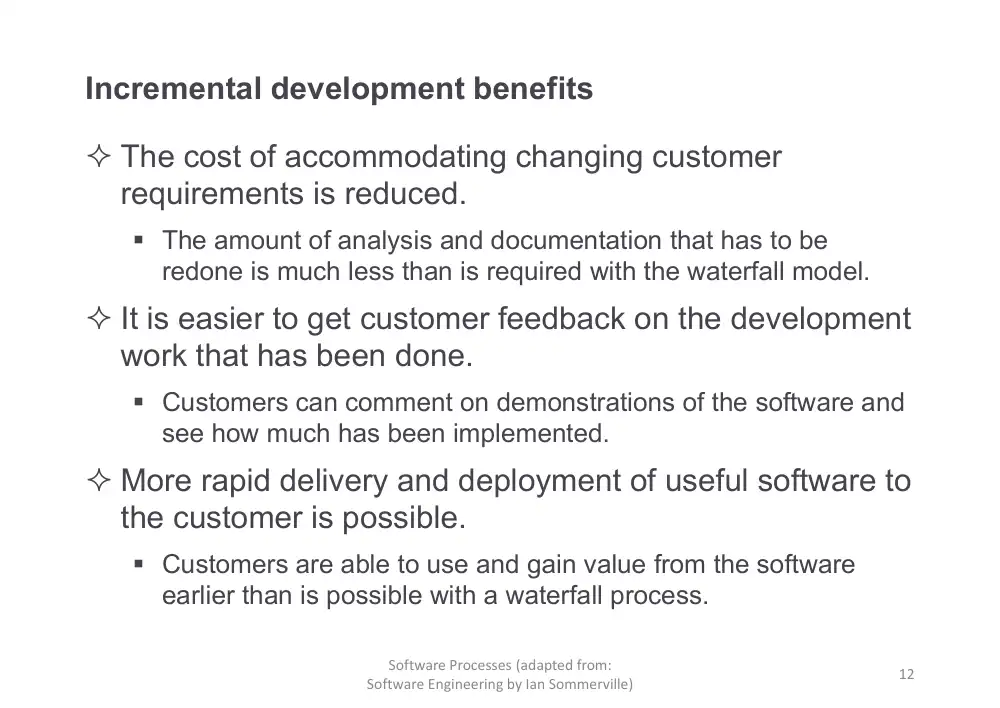 Incremental development benefits
✧ The cost of accommodating changing customer
requirements is reduced.
▪ The amount of analysis and documentation that has to be
redone is much less than is required with the waterfall model.
✧ It is easier to get customer feedback on the development
work that has been done.
▪ Customers can comment on demonstrations of the software and
see how much has been implemented.
✧ More rapid delivery and deployment of useful software to
the customer is possible.
▪ Customers are able to use and gain value from the software
earlier than is possible with a waterfall process.
Software Processes (adapted from:
Software Engineering by Ian Sommerville)
12